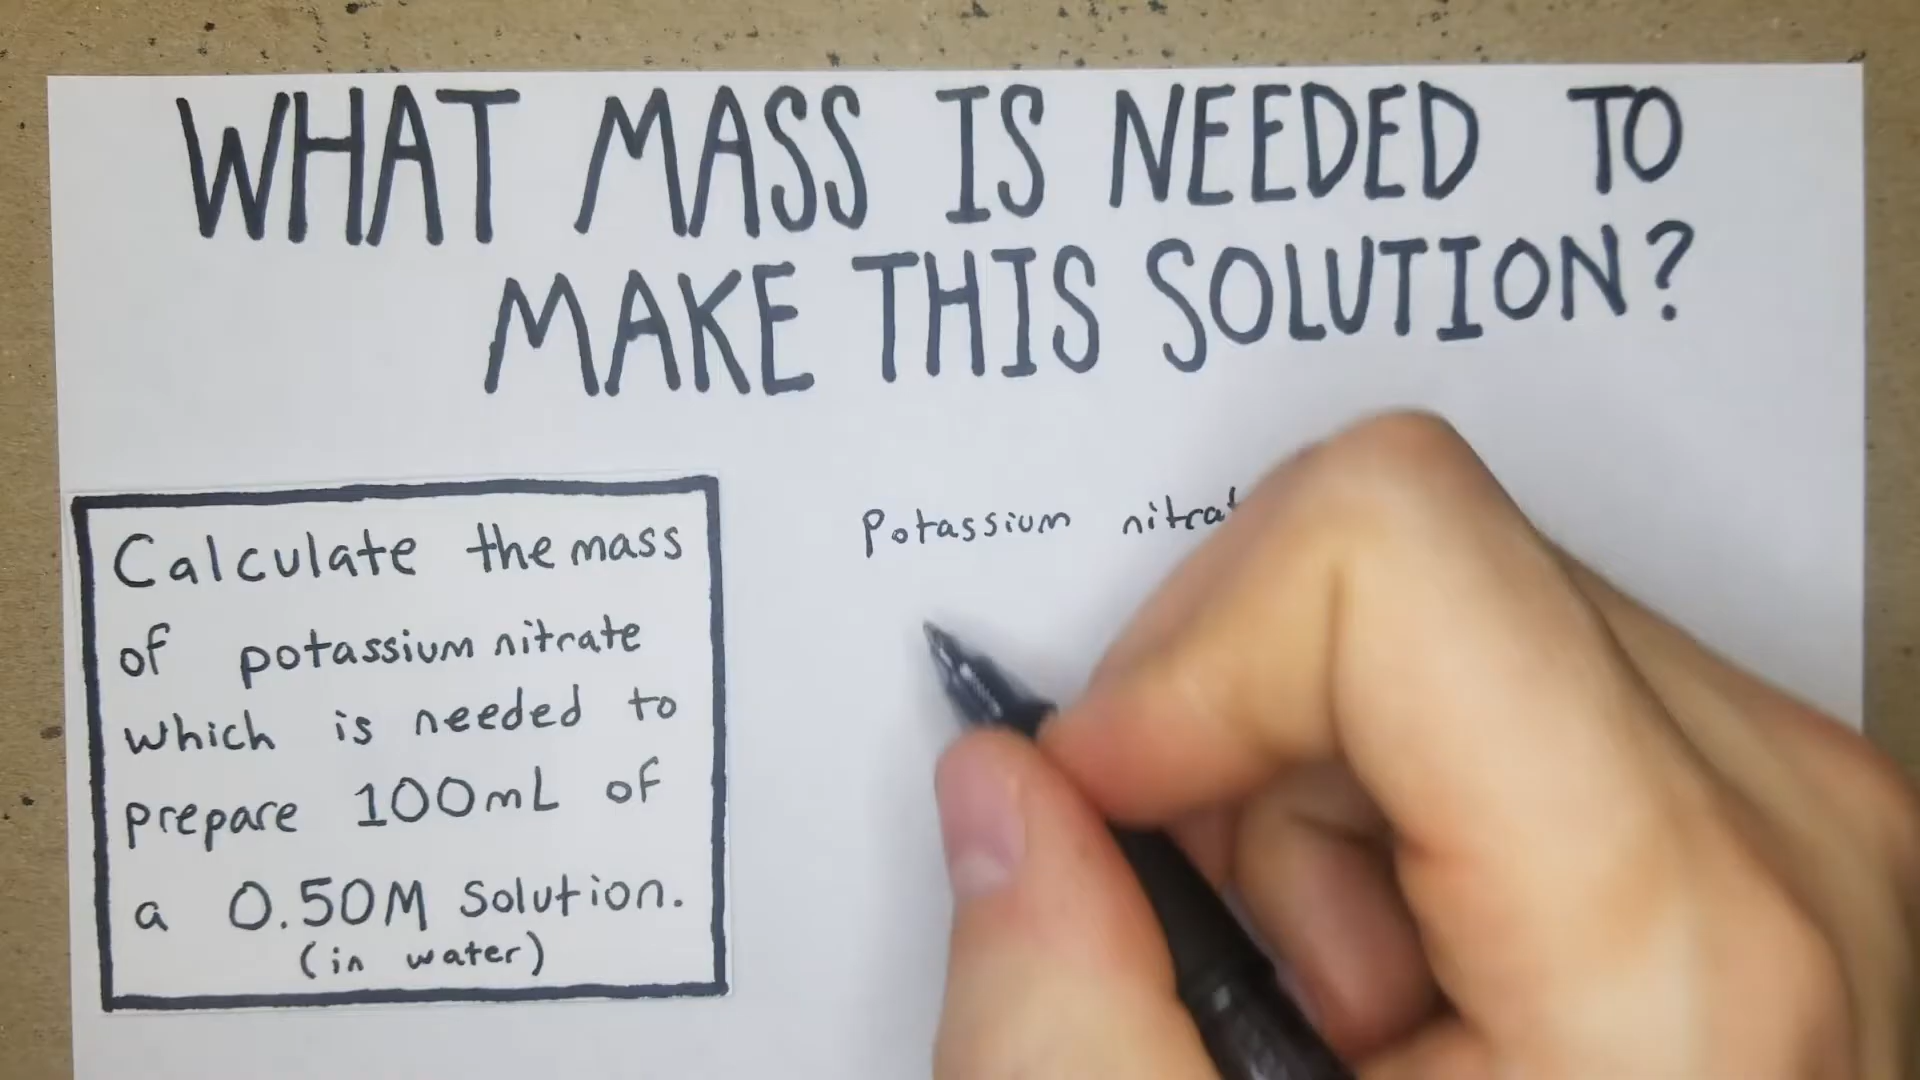 WHAT MASS IS NEEDED TO
MAKE THIS SOLUTION?
Calculate the mass
of potassium nitrate
which is needed to
prepare 100mL of
a 0.50M solution.
(in water)
Potassium nitrat